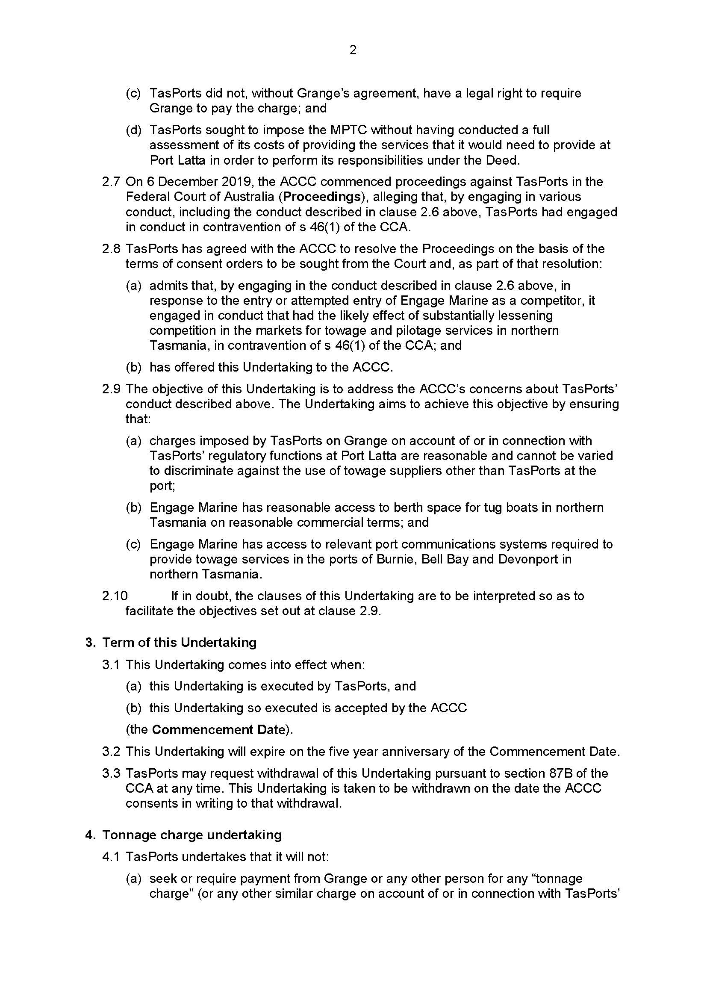 2
(c) TasPorts did not, without Grange’s agreement, have a legal right to require
Grange to pay the charge; and
(d) TasPorts sought to impose the MPTC without having conducted a full
assessment of its costs of providing the services that it would need to provide at
Port Latta in order to perform its responsibilities under the Deed.
2.7 On 6 December 2019, the ACCC commenced proceedings against TasPorts in the
Federal Court of Australia (Proceedings), alleging that, by engaging in various
conduct, including the conduct described in clause 2.6 above, TasPorts had engaged
in conduct in contravention of s 46(1) of the CCA.
2.8 TasPorts has agreed with the ACCC to resolve the Proceedings on the basis of the
terms of consent orders to be sought from the Court and, as part of that resolution:
(a) admits that, by engaging in the conduct described in clause 2.6 above, in
response to the entry or attempted entry of Engage Marine as a competitor, it
engaged in conduct that had the likely effect of substantially lessening
competition in the markets for towage and pilotage services in northern
Tasmania, in contravention of s 46(1) of the CCA; and
(b) has offered this Undertaking to the ACCC.
2.9 The objective of this Undertaking is to address the ACCC’s concerns about TasPorts’
conduct described above. The Undertaking aims to achieve this objective by ensuring
that:
(a) charges imposed by TasPorts on Grange on account of or in connection with
TasPorts’ regulatory functions at Port Latta are reasonable and cannot be varied
to discriminate against the use of towage suppliers other than TasPorts at the
port;
(b) Engage Marine has reasonable access to berth space for tug boats in northern
Tasmania on reasonable commercial terms; and
(c) Engage Marine has access to relevant port communications systems required to
provide towage services in the ports of Burnie, Bell Bay and Devonport in
northern Tasmania.
2.10 If in doubt, the clauses of this Undertaking are to be interpreted so as to
facilitate the objectives set out at clause 2.9.
3. Term of this Undertaking
3.1 This Undertaking comes into effect when:
(a) this Undertaking is executed by TasPorts, and
(b) this Undertaking so executed is accepted by the ACCC
(the Commencement Date).
3.2 This Undertaking will expire on the five year anniversary of the Commencement Date.
3.3 TasPorts may request withdrawal of this Undertaking pursuant to section 87B of the
CCA at any time. This Undertaking is taken to be withdrawn on the date the ACCC
consents in writing to that withdrawal.
4. Tonnage charge undertaking
4.1 TasPorts undertakes that it will not:
(a) seek or require payment from Grange or any other person for any “tonnage
charge” (or any other similar charge on account of or in connection with TasPorts’